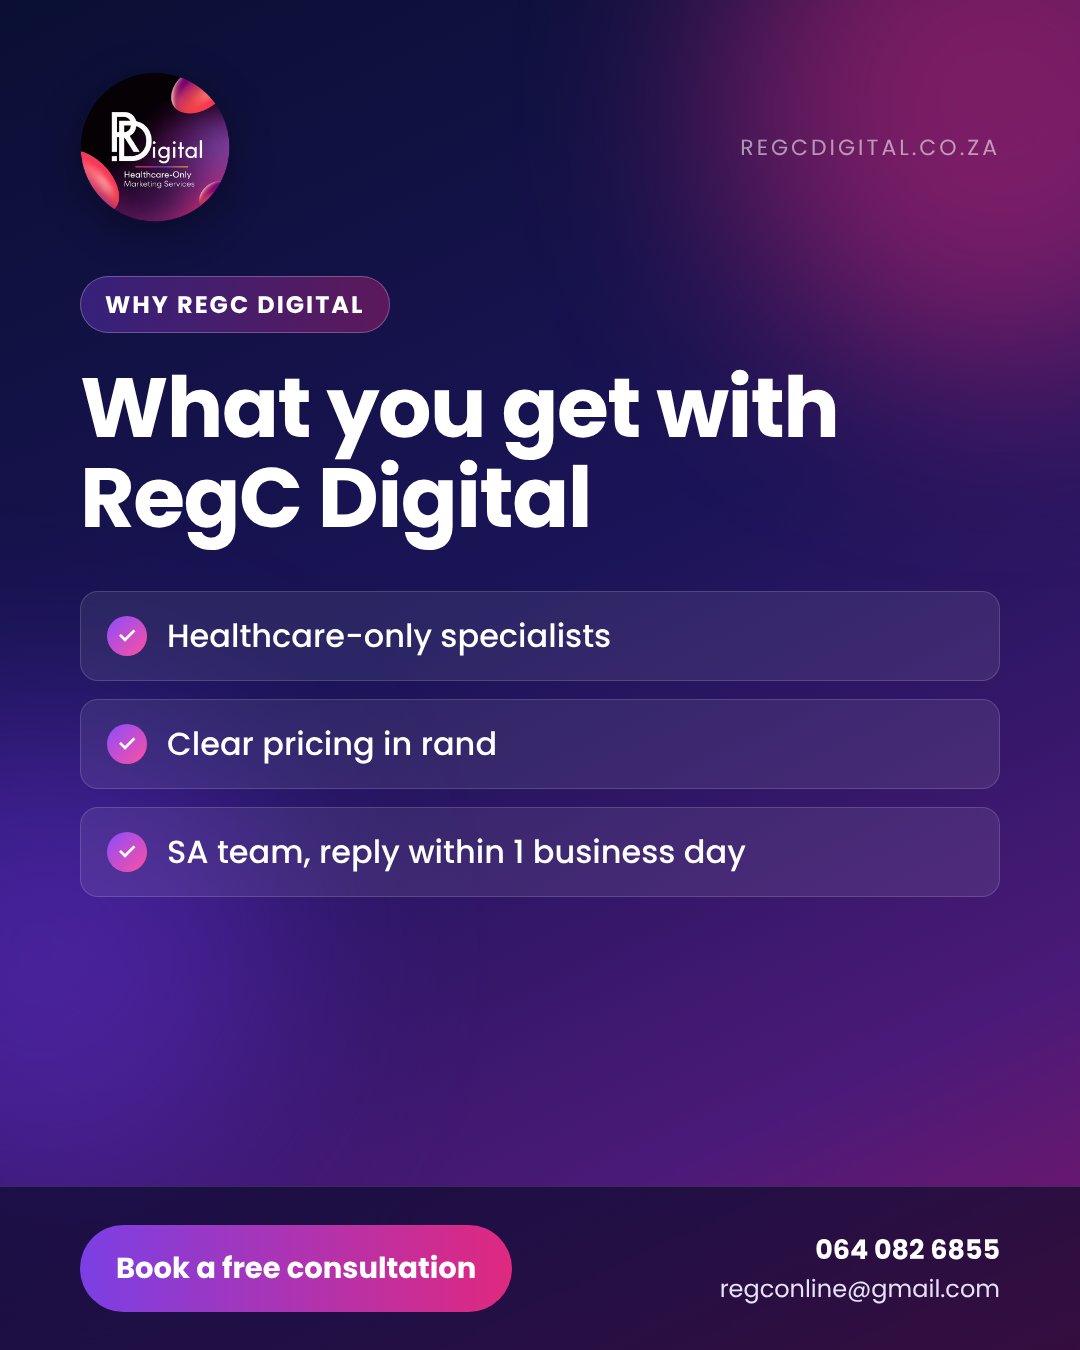 RDigital
Healthcare-Only
Marketing Services
REGCDIGITAL.CO.ZA
WHY REGC DIGITAL
What you get with
RegC Digital
Healthcare-only specialists
Clear pricing in rand
SA team, reply within 1 business day
Book a free consultation
064 082 6855
regconline@gmail.com